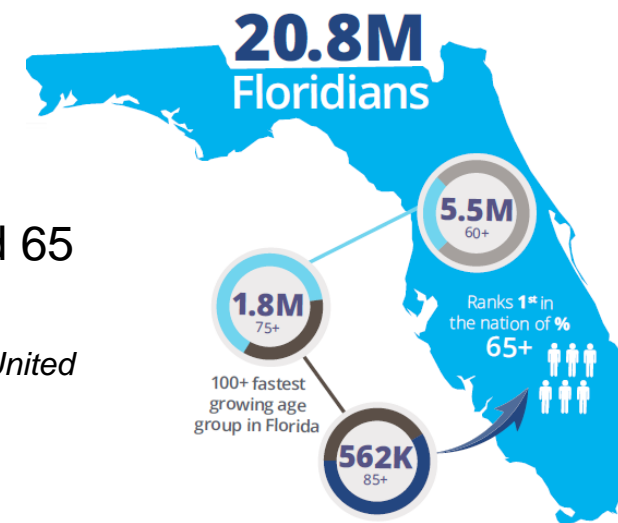 20.8M
Floridians
5.5M
60+
65
1.8M
75+
Ranks 1st in
the nation of %
65+
United
100+ fastest
growing age
group in Florida
562K
85+